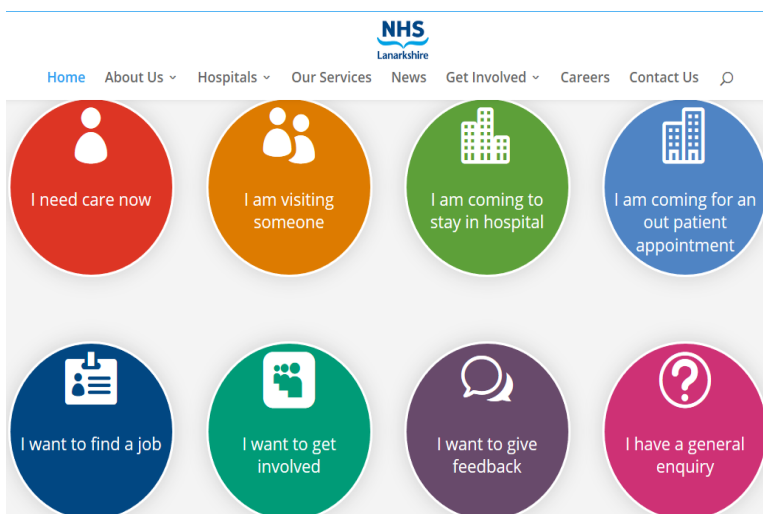 NHS
Lanarkshire
Home About Us Hospitals Our Services News Get Involved Careers Contact Us
I need care now
I am visiting
someone
I am coming to
stay in hospital
I am coming for an
out patient
appointment
I want to find a job
I want to get
involved
I want to give
feedback
I have a general
enquiry